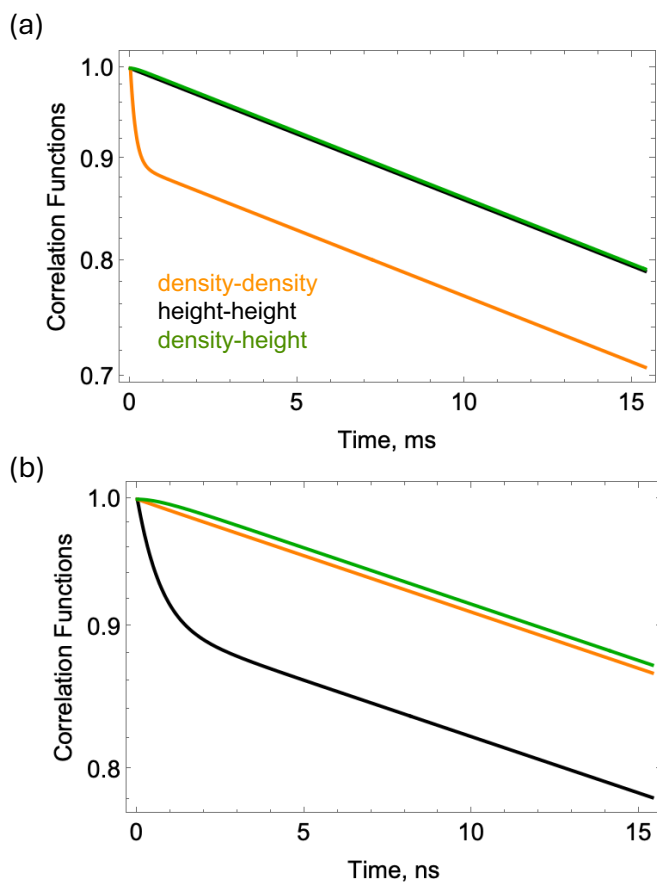 (a)
Correlation Functions
1.0
0.9
0.8
0.7
density-density
height-height
density-height
0
5
10
15
Time, ms
(b)
Correlation Functions
1.0
0.9
0.8
0
5
10
15
Time, ns